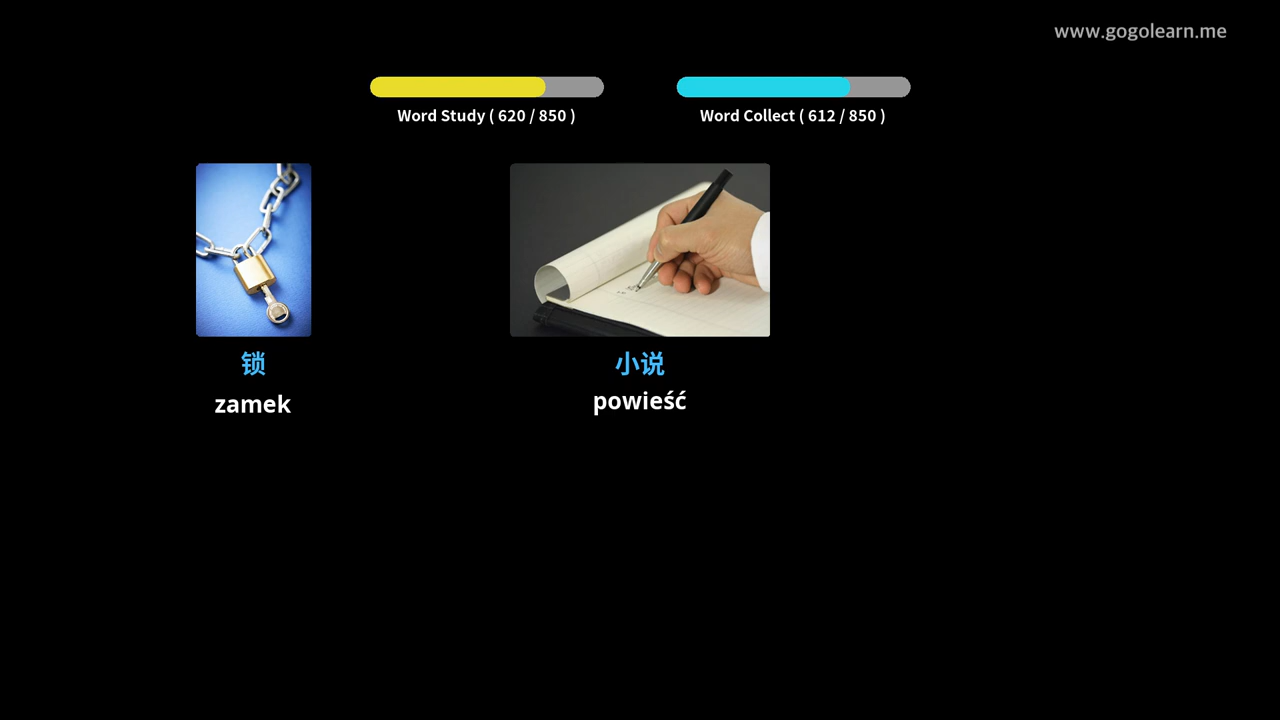 www.gogolearn.me
Word Study ( 620 / 850 )
Word Collect ( 612 / 850 )
锁
zamek
小说
powieść